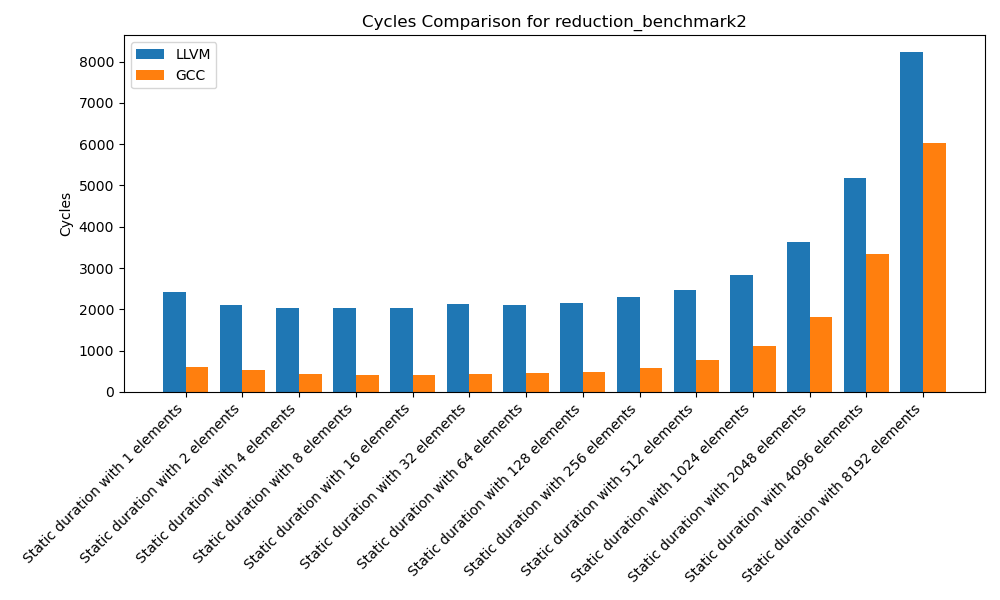 Cycles Comparison for reduction_benchmark2
LLVM
GCC
Cycles
8000
7000
6000
5000
4000
3000
2000
1000
0
Static duration with 1 elements
Static duration with 2 elements
Static duration with 4 elements
Static duration with 8 elements
Static duration with 16 elements
Static duration with 32 elements
Static duration with 64 elements
Static duration with 128 elements
Static duration with 256 elements
Static duration with 512 elements
Static duration with 1024 elements
Static duration with 2048 elements
Static duration with 4096 elements
Static duration with 8192 elements